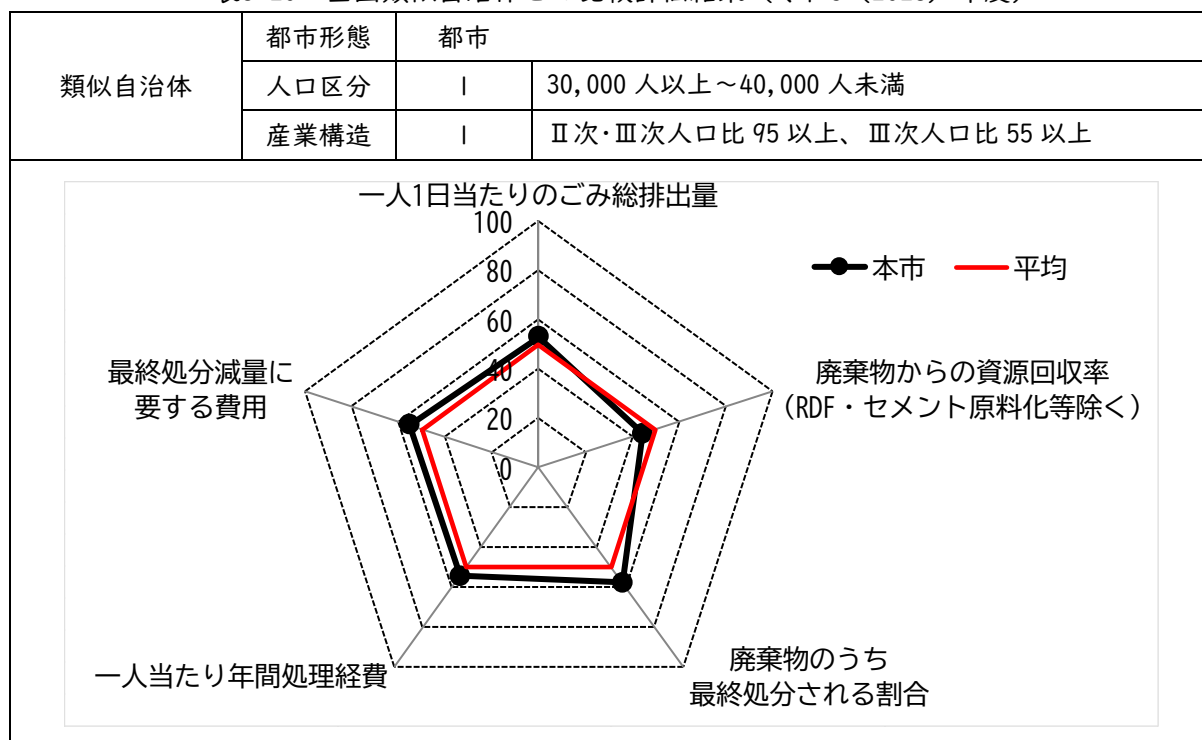 都市形態 都市
類似自治体 人口区分 Ⅰ 30,000 人以上～40,000 人未満
産業構造 Ⅰ Ⅱ次･Ⅲ次人口比 95 以上、Ⅲ次人口比 55 以上
一人1日当たりのごみ総排出量
100
80
60
40
20
0
本市 平均
廃棄物からの資源回収率
（RDF・セメント原料化等除く）
廃棄物のうち
最終処分される割合
一人当たり年間処理経費
最終処分減量に
要する費用